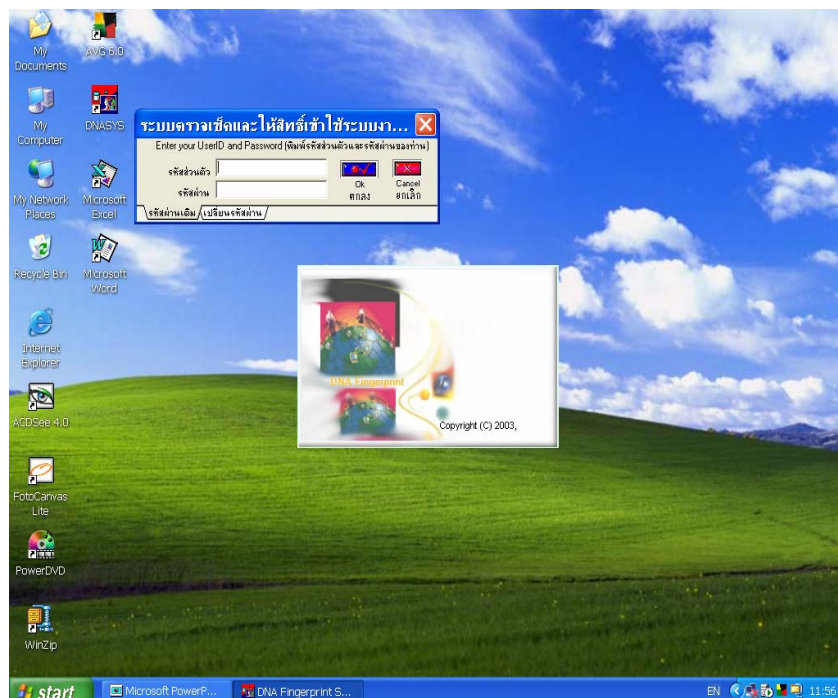 My Documents
AVG 6.0
My Computer
DNASYS
My Network Places
Microsoft Excel
Recycle Bin
Microsoft Word
Internet Explorer
ACDSee 4.0
FotoCanvas Lite
PowerDVD
WinZip
ระบบตรวจเช็คและให้สิทธิ์เข้าใช้ระบบงา...
Enter your UserID and Password (พิมพ์รหัสส่วนตัวและรหัสผ่านของท่าน)
รหัสส่วนตัว
รหัสผ่าน
Ok
ตกลง
Cancel
ยกเลิก
รหัสผ่านเดิม
เปลี่ยนรหัสผ่าน
DNA Fingerprint
Copyright (C) 2003,
start
Microsoft PowerP...
DNA Fingerprint S...
EN
11:56